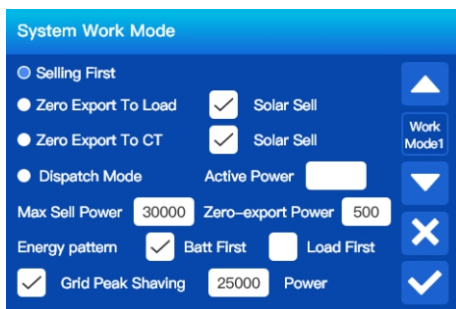 System Work Mode
Selling First
Zero Export To Load Solar Sell
Zero Export To CT Solar Sell
Work
Mode1
Dispatch Mode Active Power
Max Sell Power 30000 Zero-export Power 500
Energy pattern Batt First Load First
Grid Peak Shaving 25000 Power